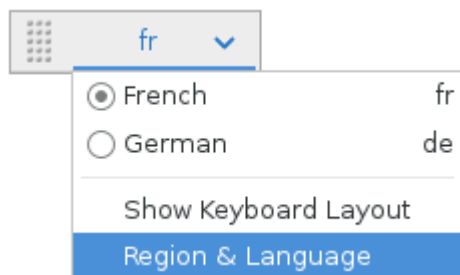 fr
French fr
German de
Show Keyboard Layout
Region & Language